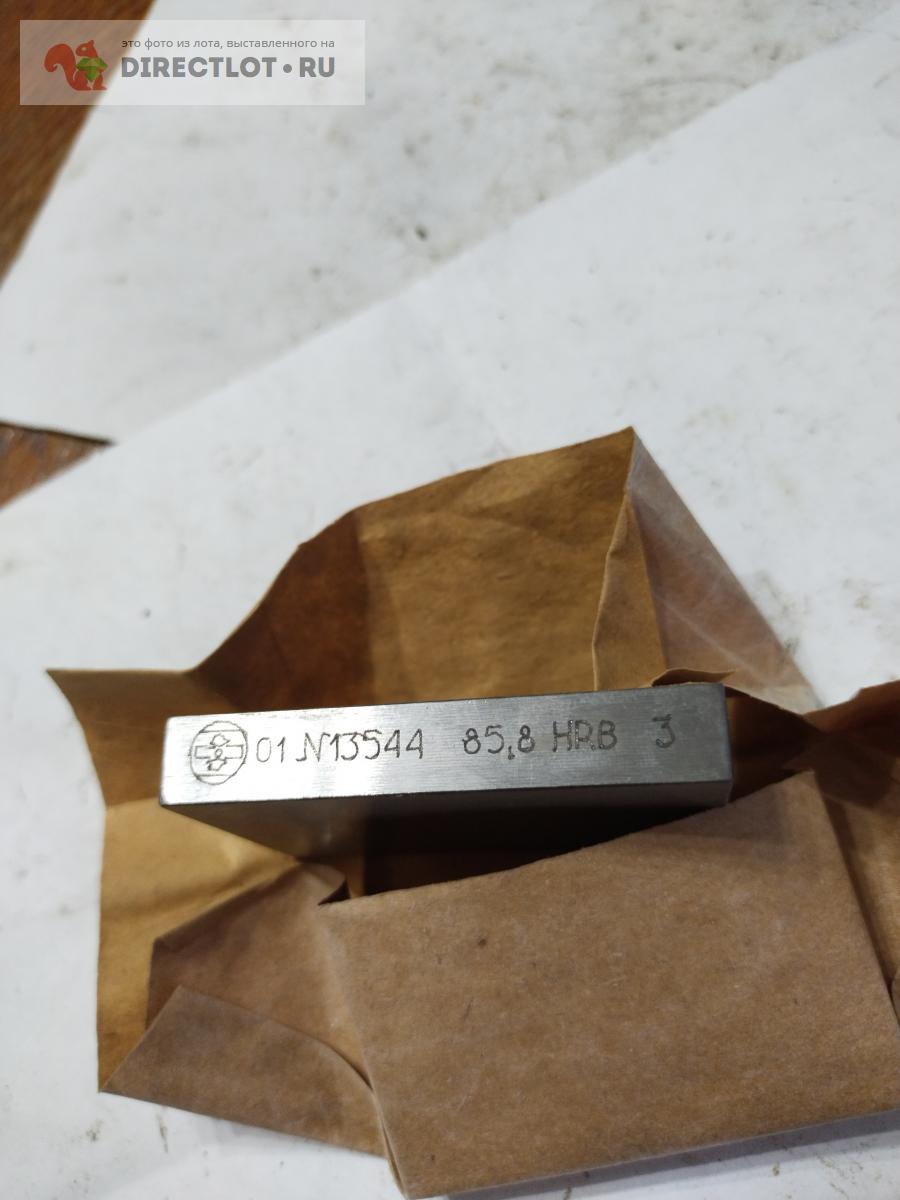 это фото из лота, выставленного на
DIRECTLOT•RU
01 N13544 85,8 HRB 3